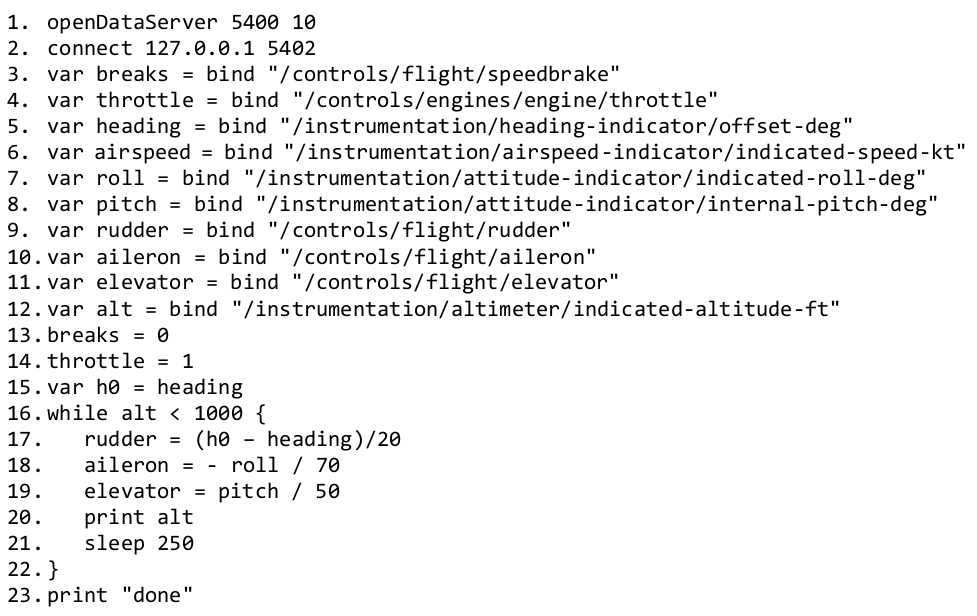 1. openDataServer 5400 10
2. connect 127.0.0.1 5402
3. var breaks = bind "/controls/flight/speedbrake"
4. var throttle = bind "/controls/engines/engine/throttle"
5. var heading = bind "/instrumentation/heading-indicator/offset-deg"
6. var airspeed = bind "/instrumentation/airspeed-indicator/indicated-speed-kt"
7. var roll = bind "/instrumentation/attitude-indicator/indicated-roll-deg"
8. var pitch = bind "/instrumentation/attitude-indicator/internal-pitch-deg"
9. var rudder = bind "/controls/flight/rudder"
10. var aileron = bind "/controls/flight/aileron"
11. var elevator = bind "/controls/flight/elevator"
12. var alt = bind "/instrumentation/altimeter/indicated-altitude-ft"
13. breaks = 0
14. throttle = 1
15. var h0 = heading
16. while alt < 1000 {
17.    rudder = (h0 – heading)/20
18.    aileron = - roll / 70
19.    elevator = pitch / 50
20.    print alt
21.    sleep 250
22. }
23. print "done"